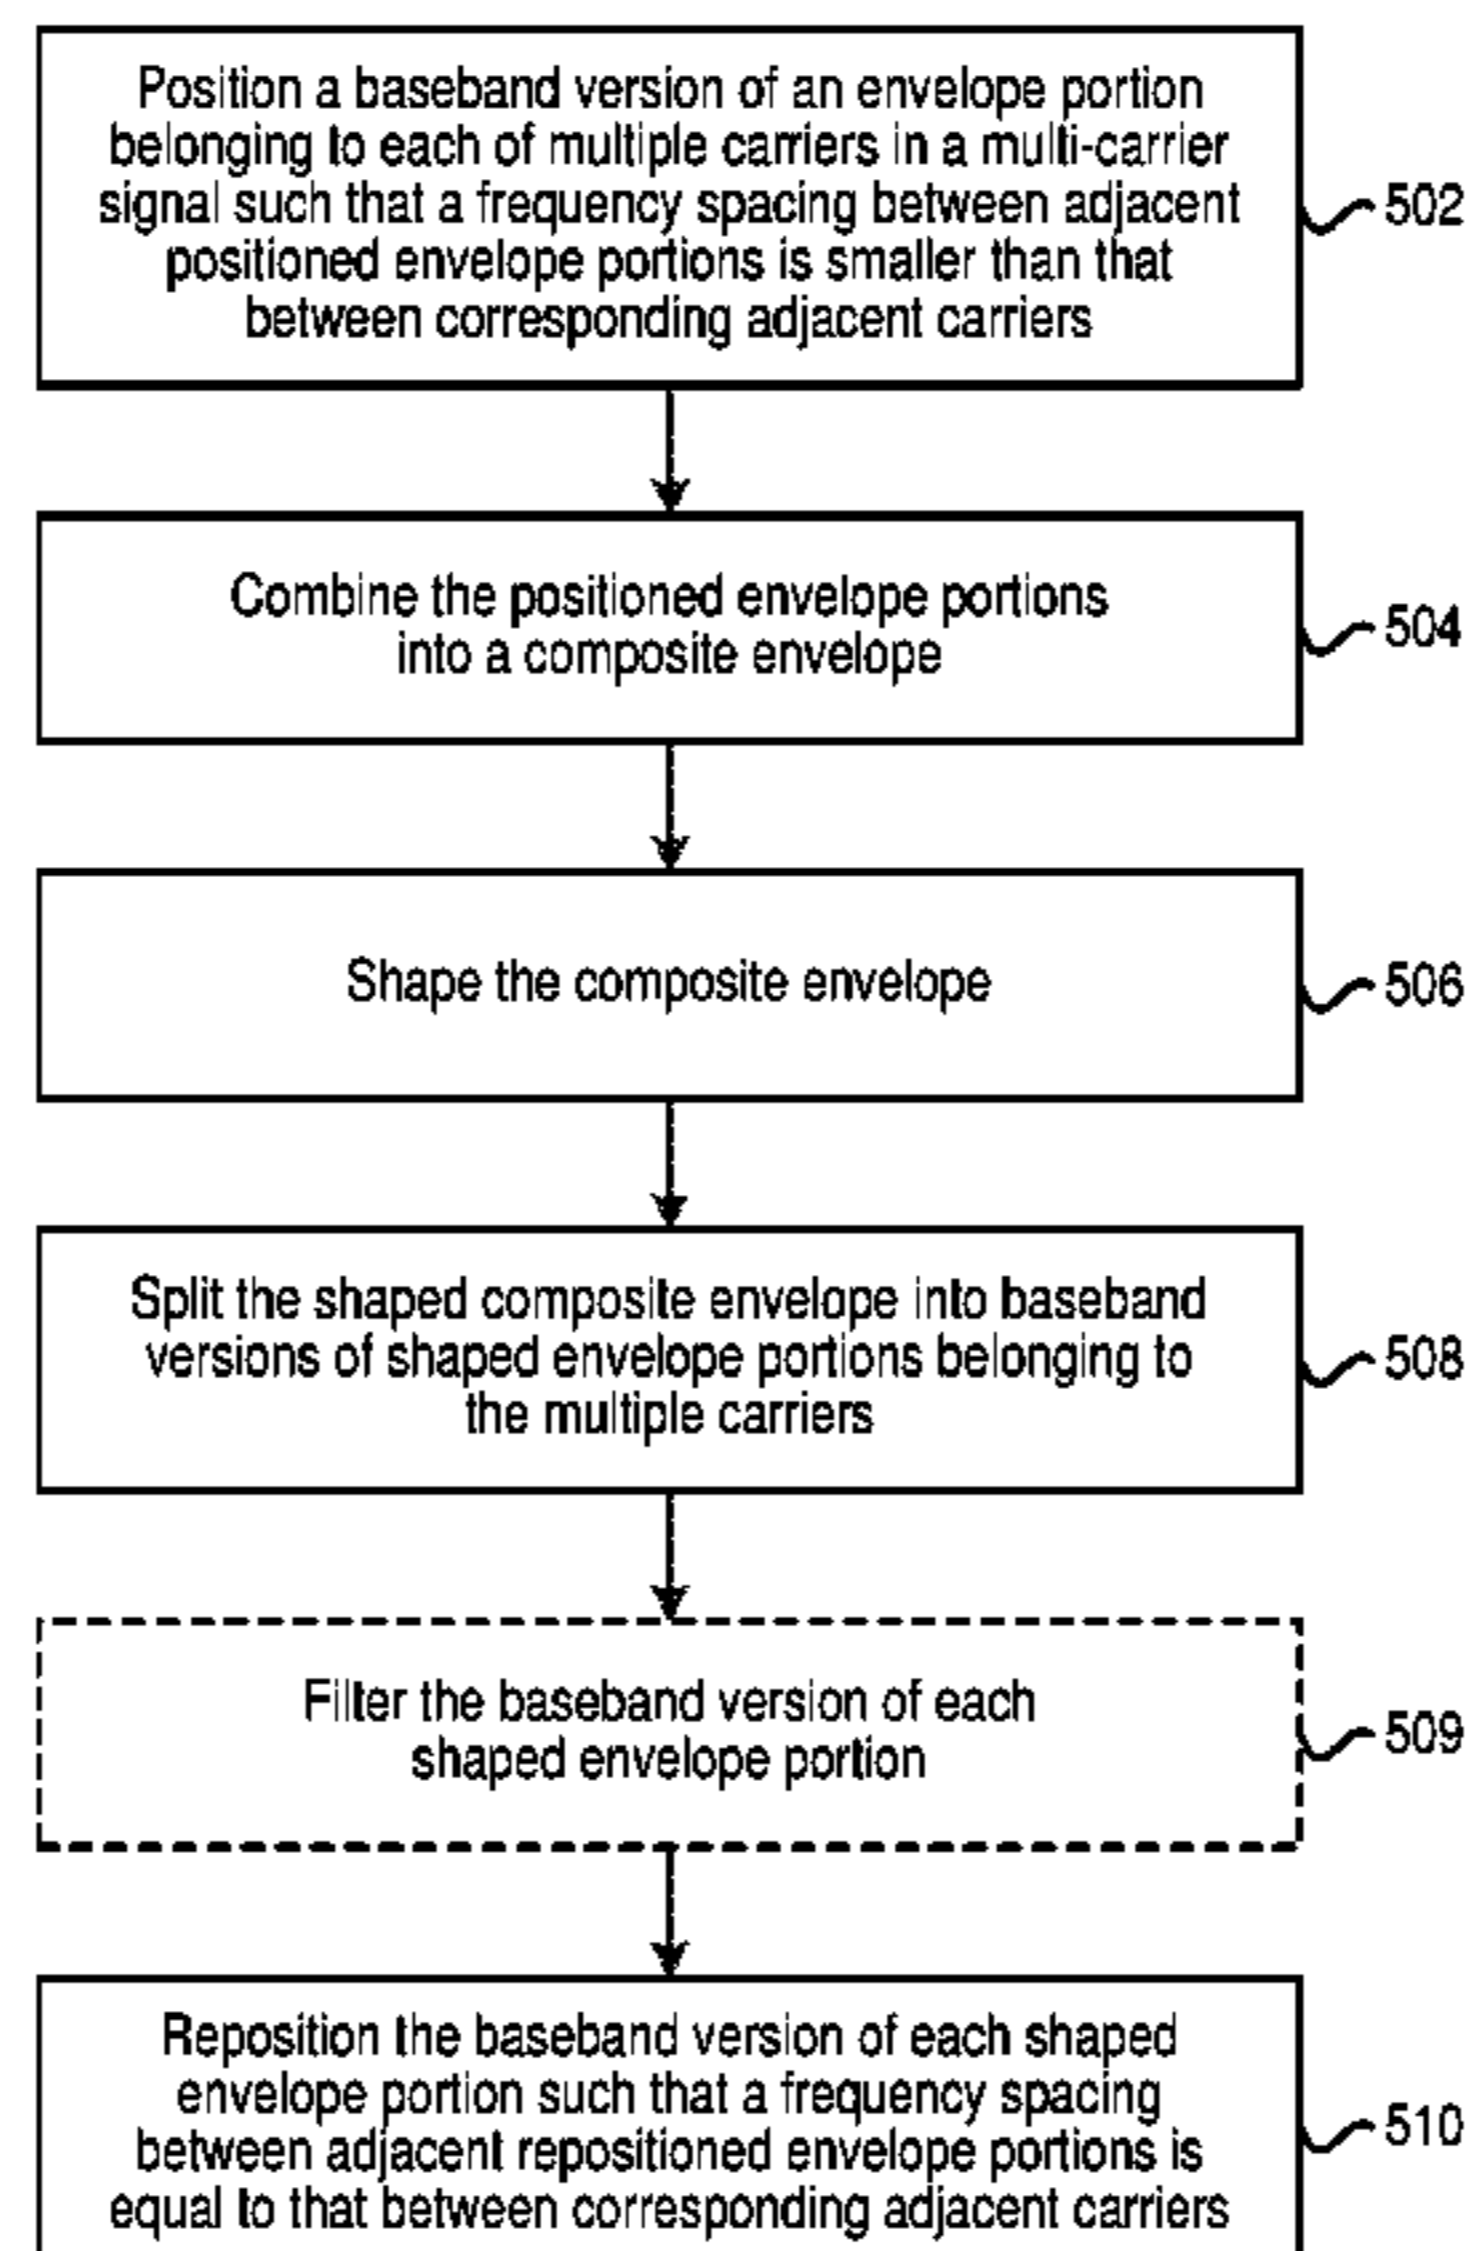 Position a baseband version of an envelope portion
belonging to each of multiple carriers in a multi-carrier
signal such that a frequency spacing between adjacent
positioned envelope portions is smaller than that
between corresponding adjacent carriers
502
Combine the positioned envelope portions
into a composite envelope
504
Shape the composite envelope
506
Split the shaped composite envelope into baseband
versions of shaped envelope portions belonging to
the multiple carriers
508
Filter the baseband version of each
shaped envelope portion
509
Reposition the baseband version of each shaped
envelope portion such that a frequency spacing
between adjacent repositioned envelope portions is
equal to that between corresponding adjacent carriers
510